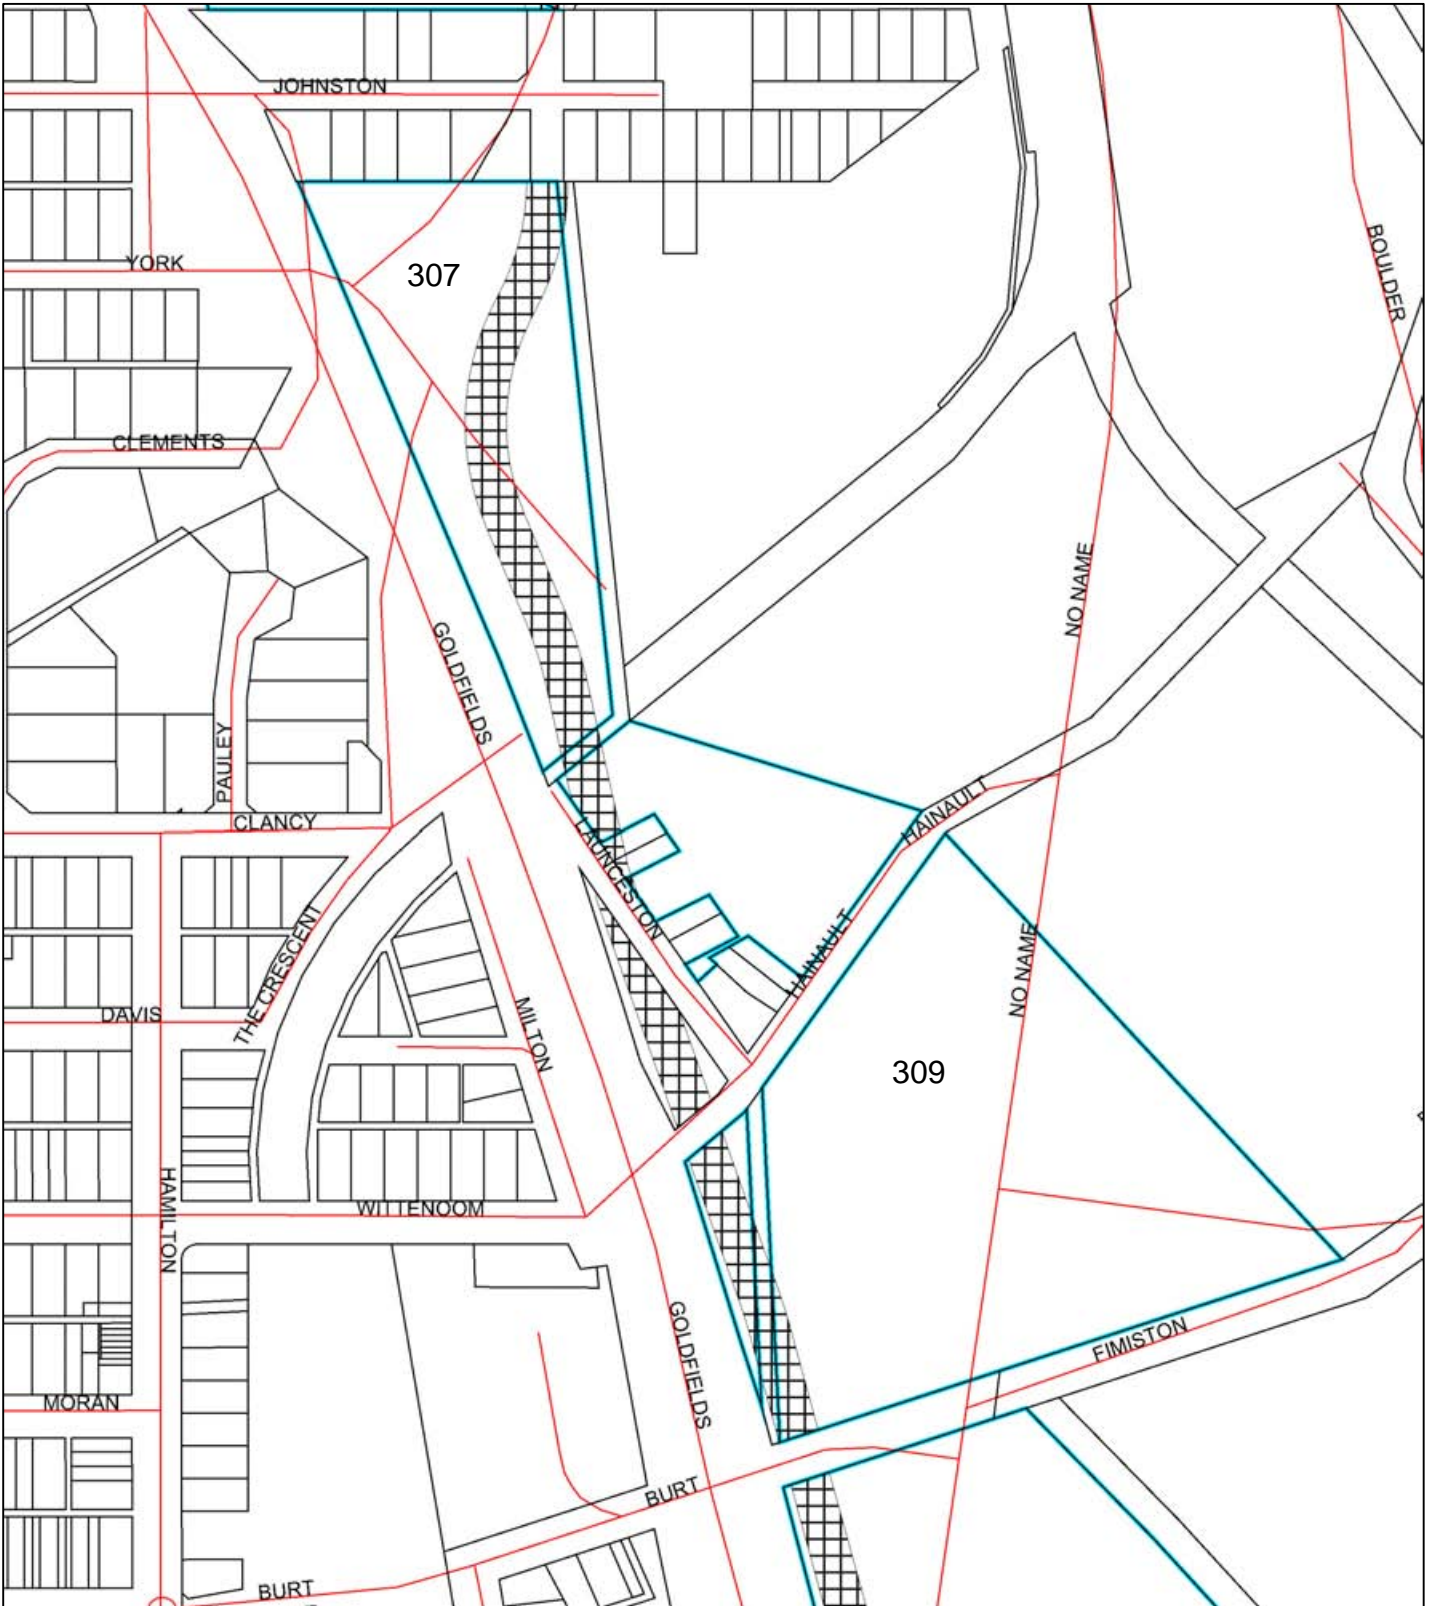 JOHNSTON
YORK
307
BOULDER
CLEMENTS
NO NAME
GOLDFIELDS
PAULEY
CLANCY
HAINAULT
LAUNCESTON
THE CRESCENT
HAINAULT
NO NAME
DAVIS
MILTON
309
HAMILTON
WITTENOOM
GOLDFIELDS
FIMISTON
MORAN
BURT
BURT